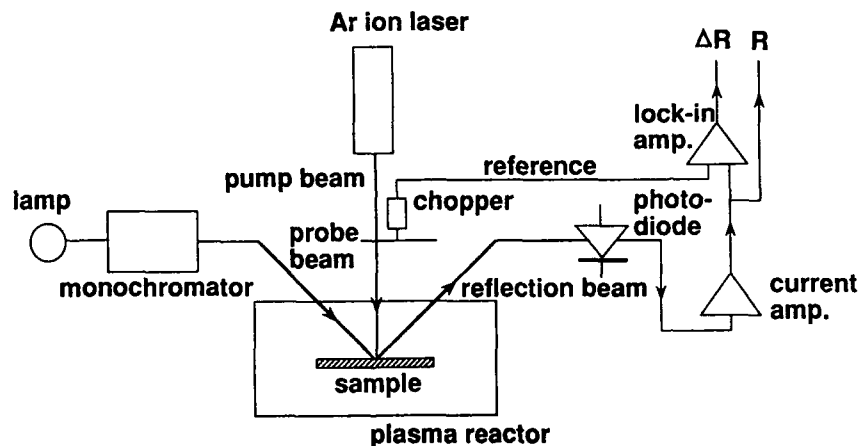 Ar ion laser
ΔR R
lock-in
amp.
reference
pump beam
chopper
photo-
diode
lamp
probe
beam
monochromator
reflection beam
current
amp.
sample
plasma reactor